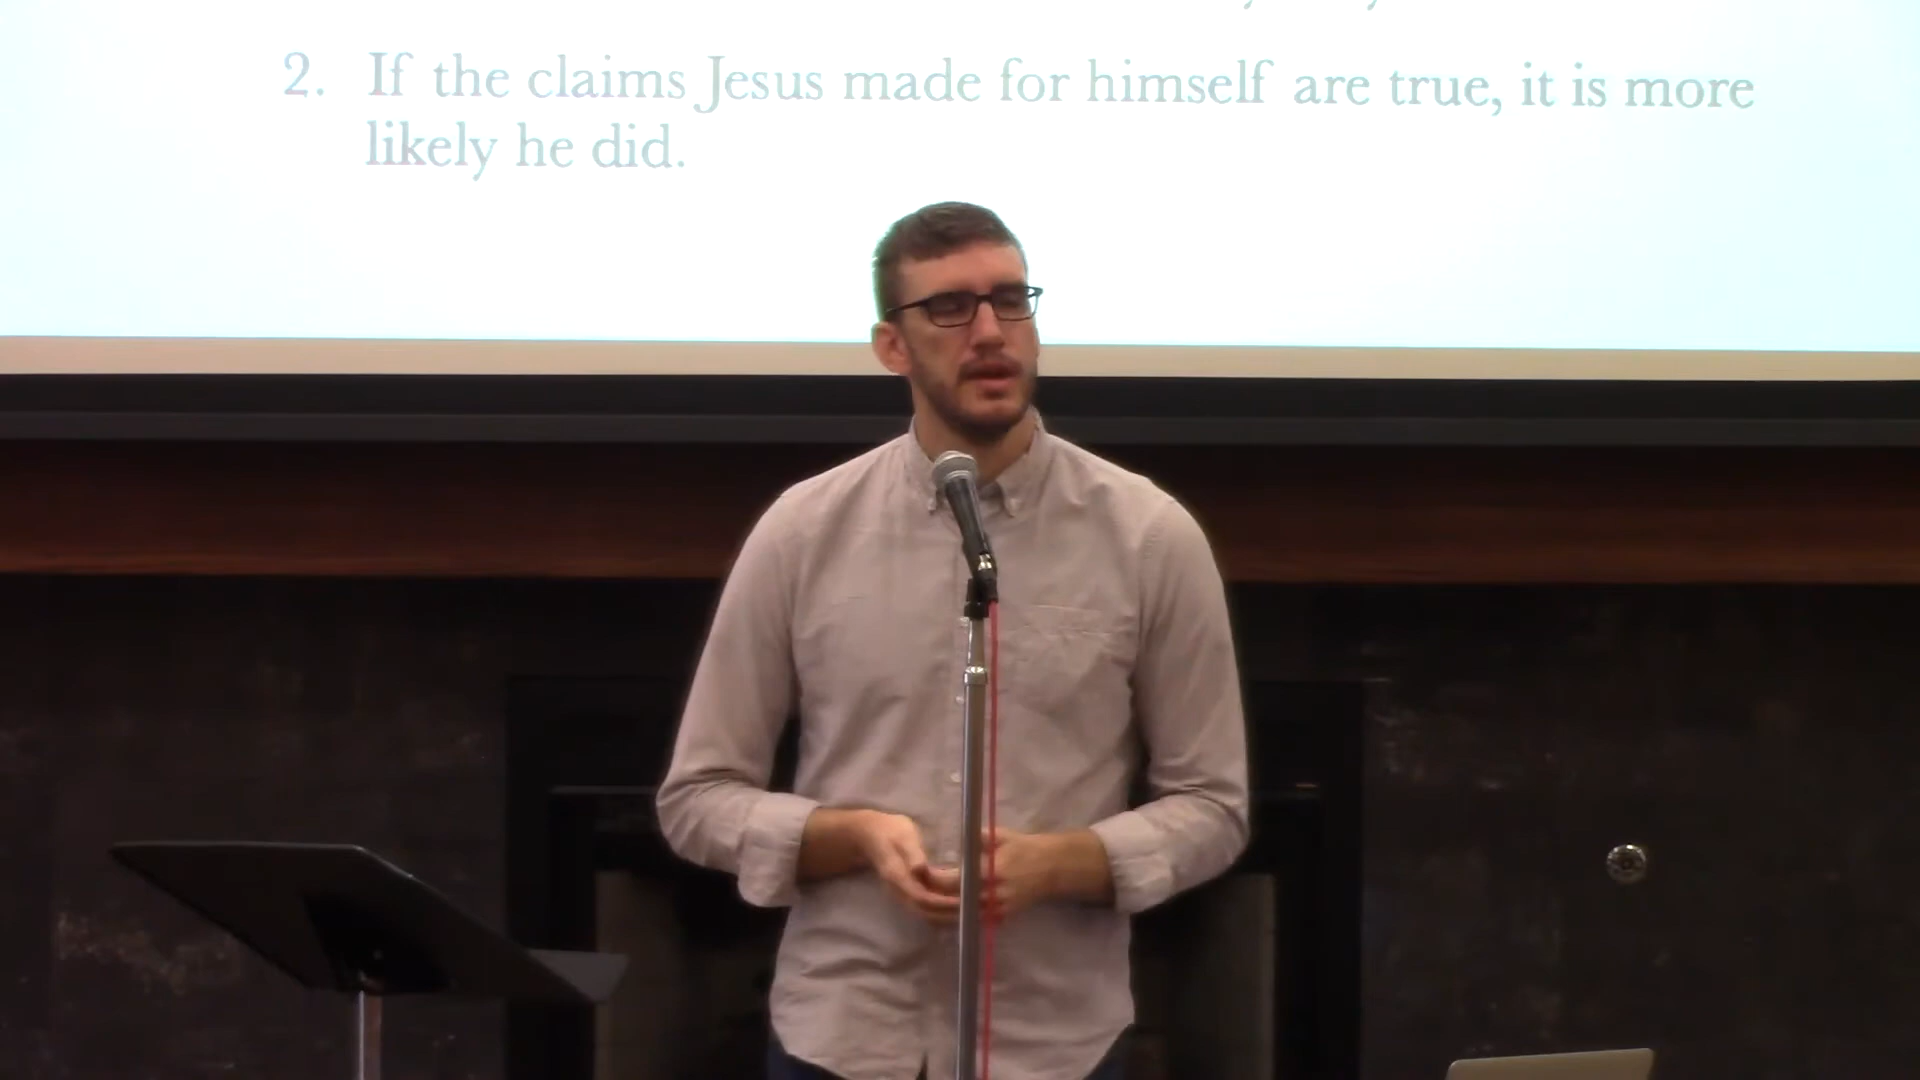 2. If the claims Jesus made for himself are true, it is more
likely he did.